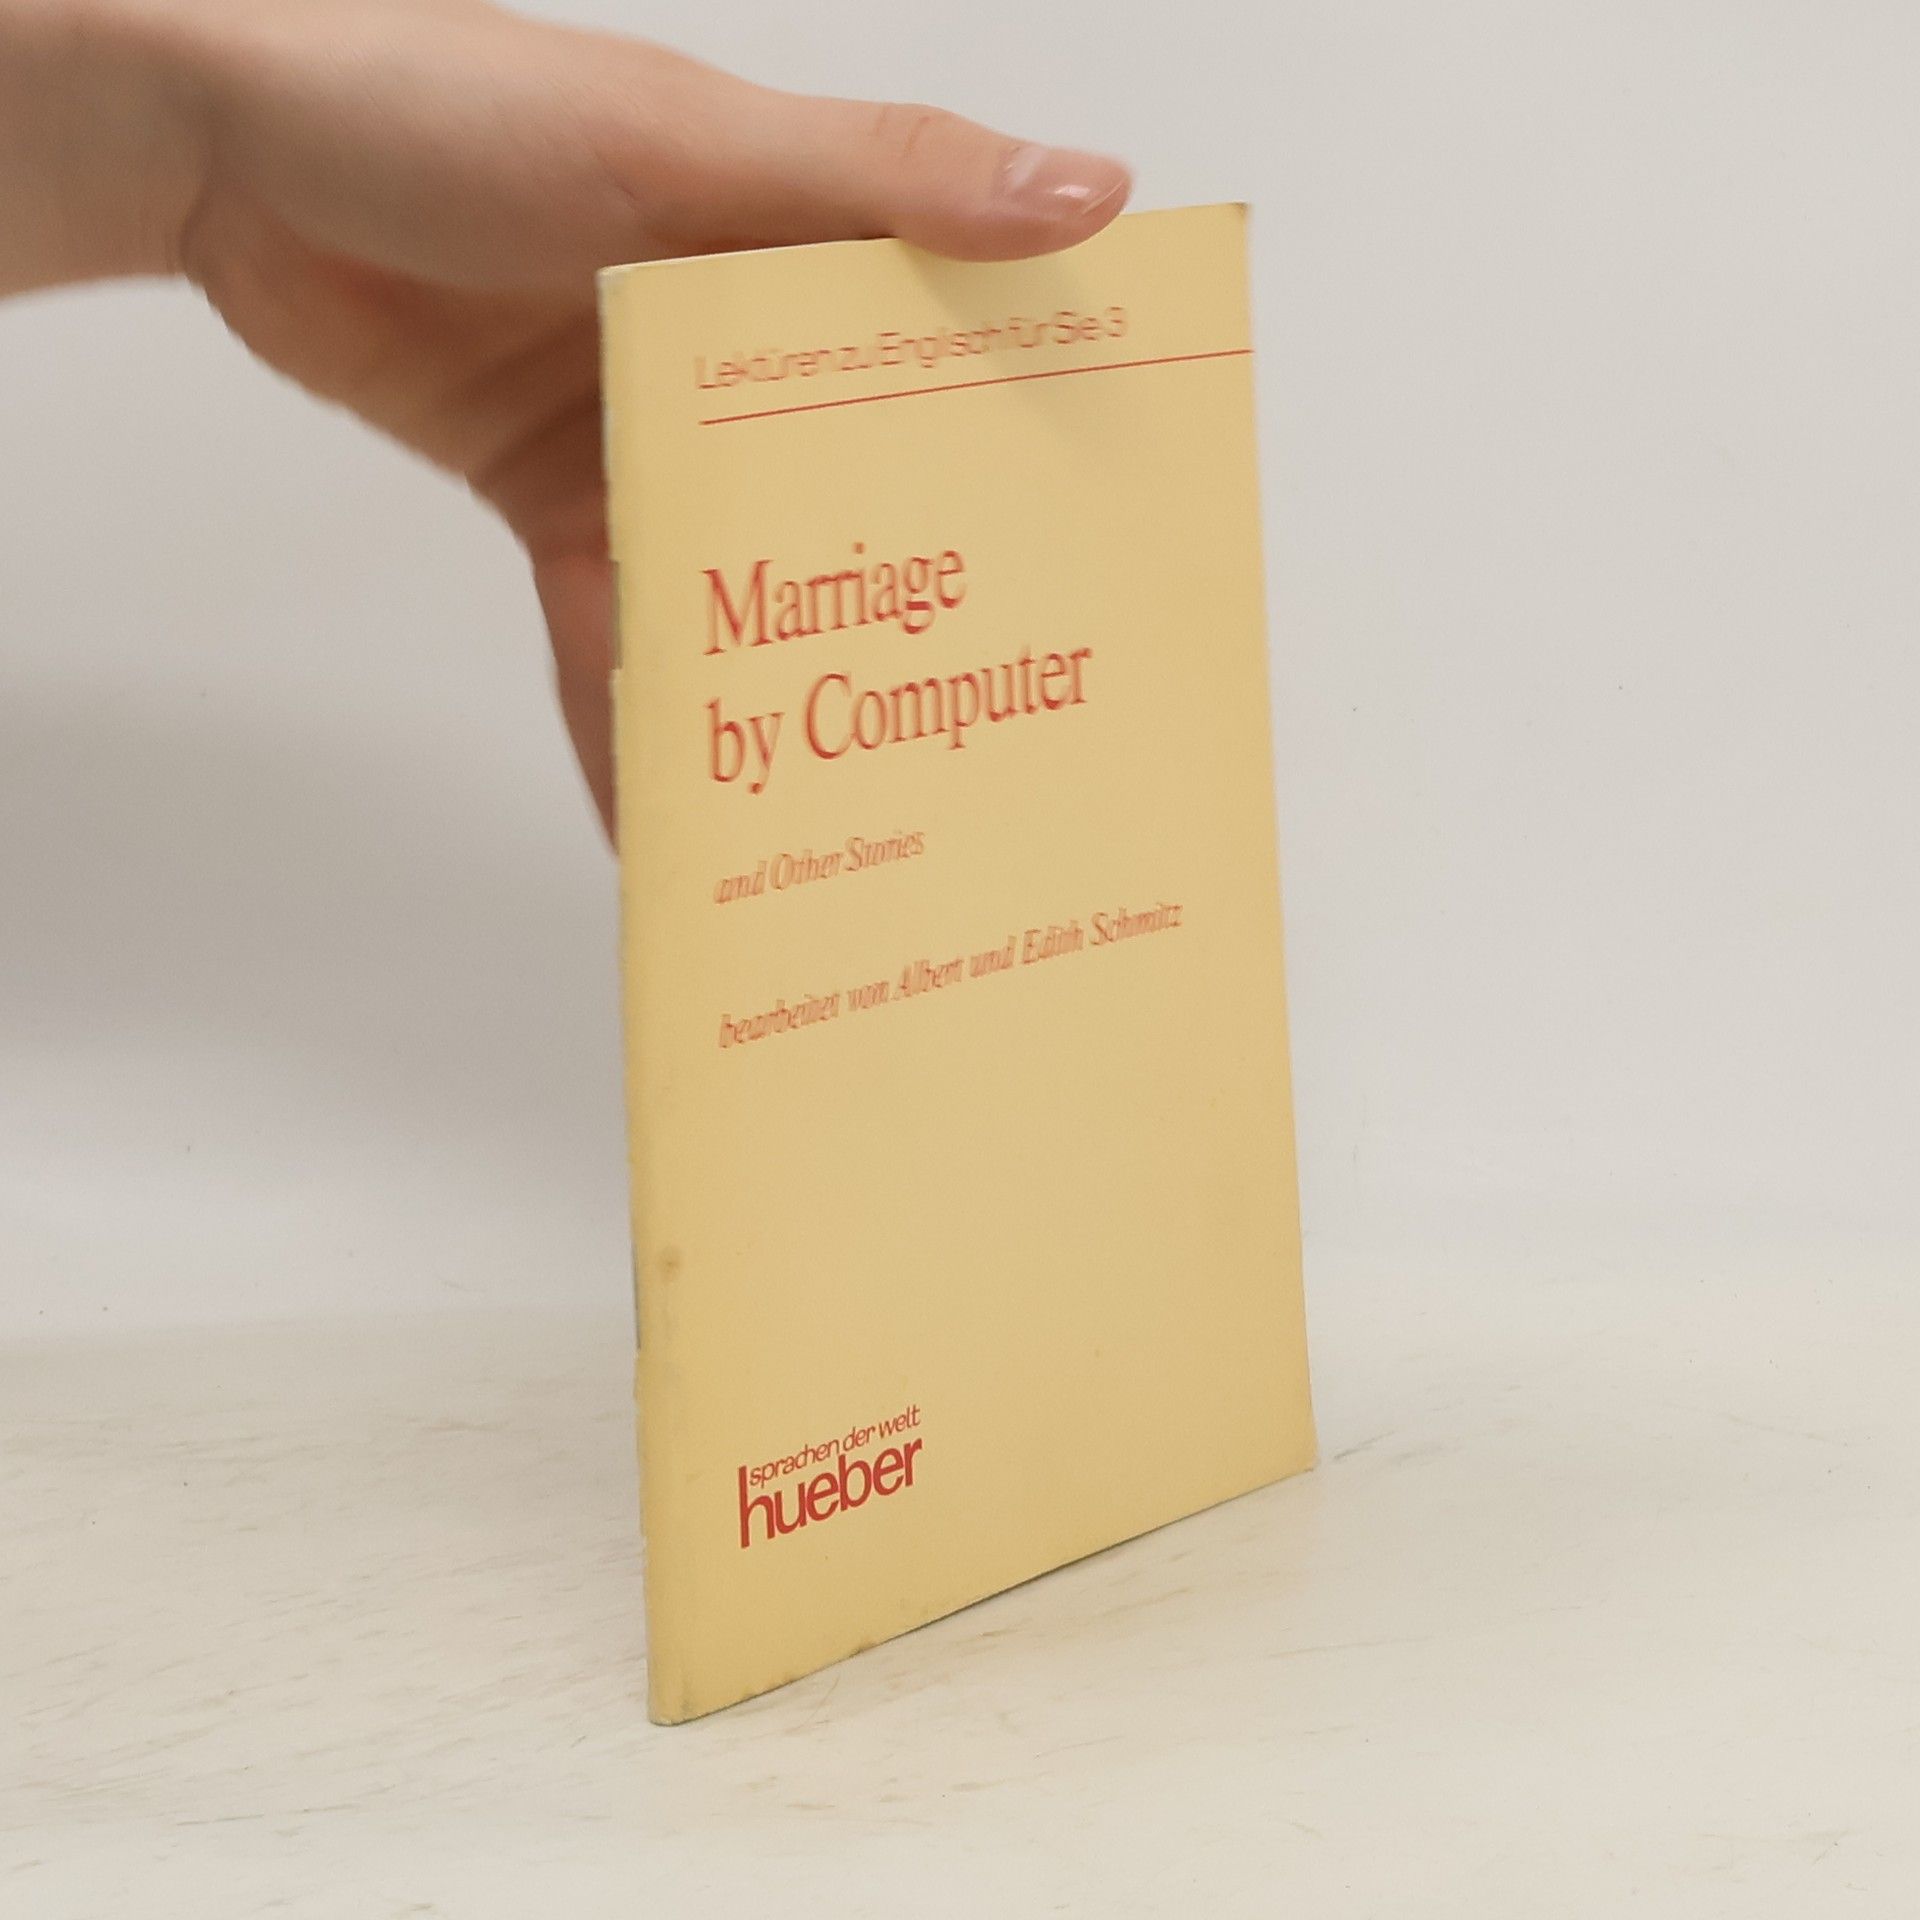 Lektüren zu Englisch für Sie 3
Marriage
by Computer
and Other Stories
bearbeitet von Albert und Edith Schmitz
sprachen der welt
hueber